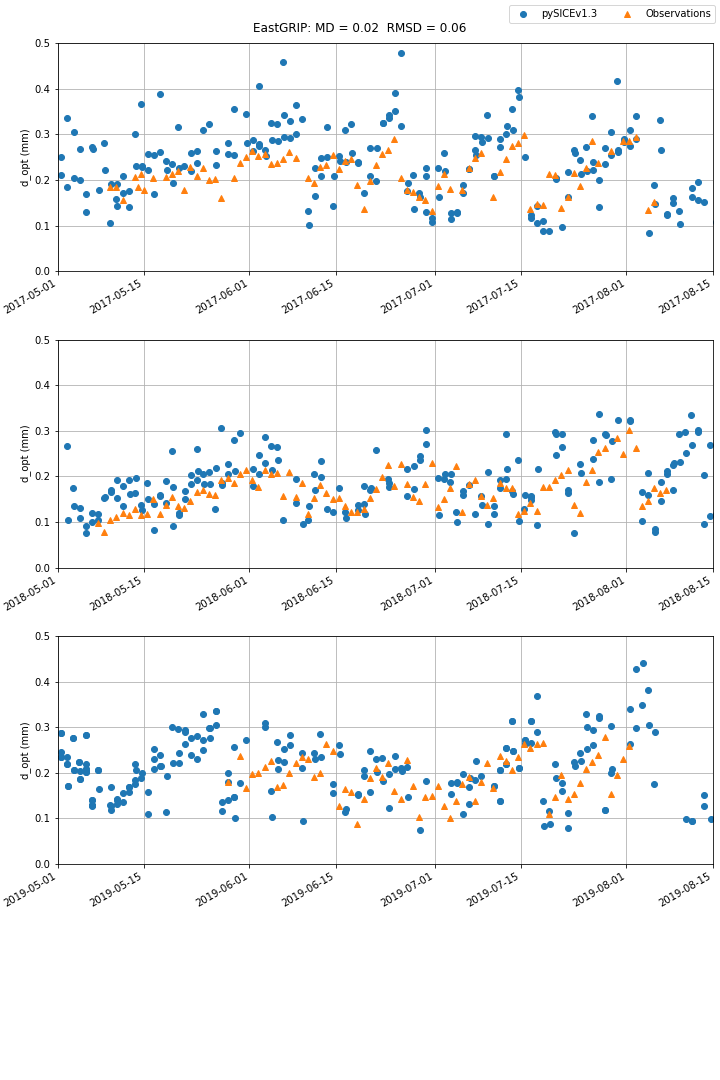 pySICEv1.3 Observations
EastGRIP: MD = 0.02 RMSD = 0.06
0.5
0.4
0.3
0.2
0.1
0.0
d_opt (mm)
2017-05-01 2017-05-15 2017-06-01 2017-06-15 2017-07-01 2017-07-15 2017-08-01 2017-08-15
0.5
0.4
0.3
0.2
0.1
0.0
d_opt (mm)
2018-05-01 2018-05-15 2018-06-01 2018-06-15 2018-07-01 2018-07-15 2018-08-01 2018-08-15
0.5
0.4
0.3
0.2
0.1
0.0
d_opt (mm)
2019-05-01 2019-05-15 2019-06-01 2019-06-15 2019-07-01 2019-07-15 2019-08-01 2019-08-15